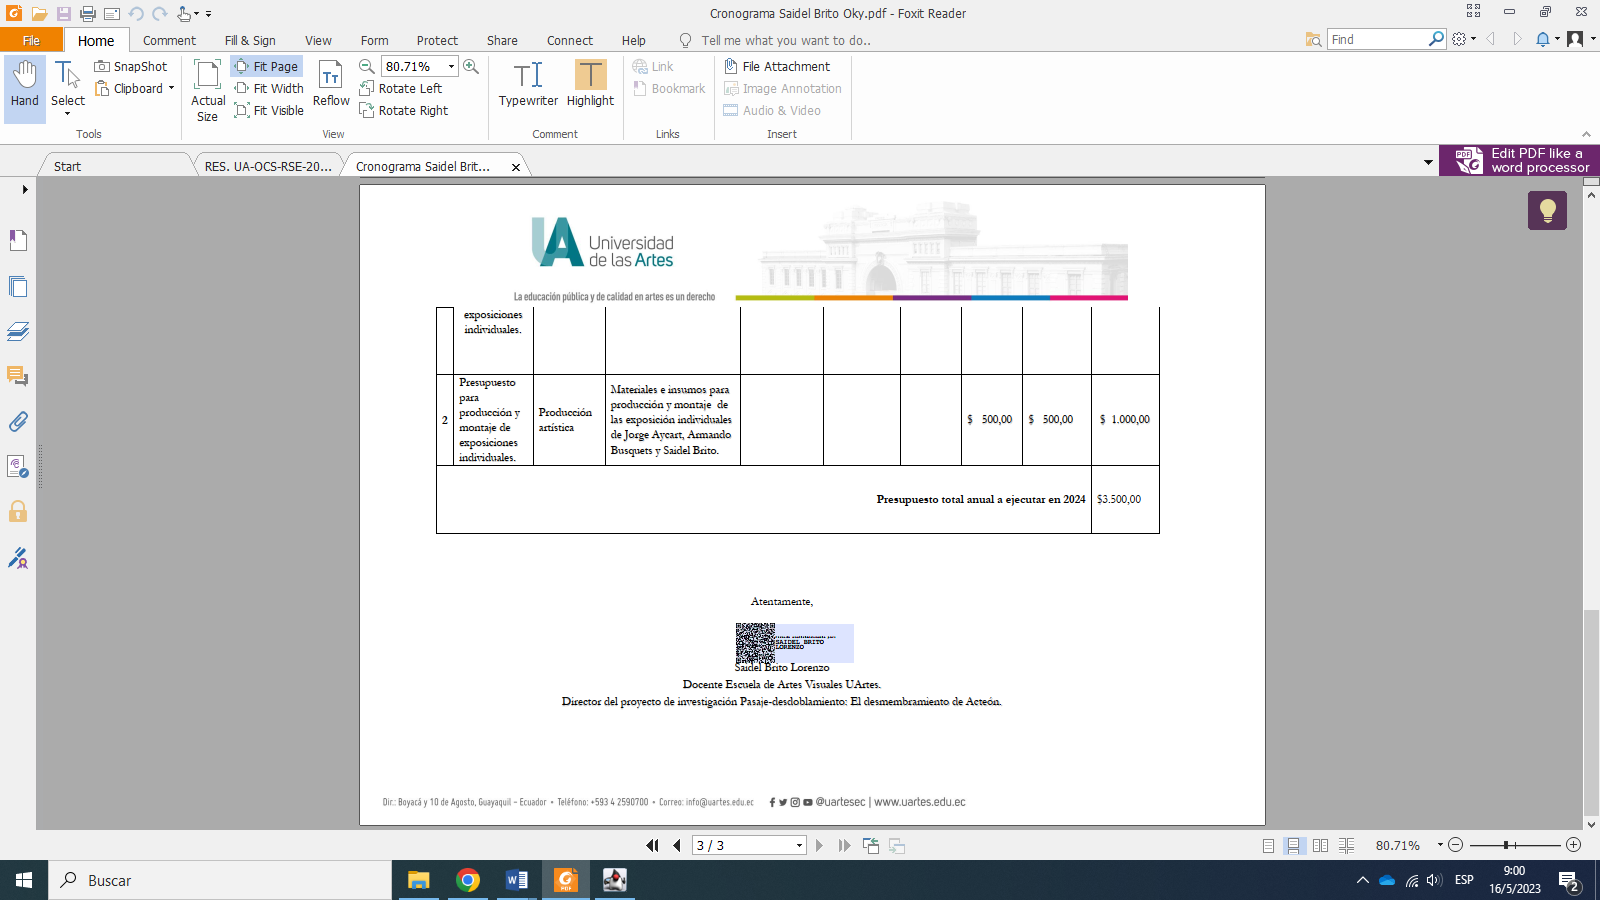 Cronograma Saidel Brito Oky.pdf - Foxit Reader
File
Home
Comment
Fill & Sign
View
Form
Protect
Share
Connect
Help
Tell me what you want to do..
Find
Hand
Select
SnapShot
Clipboard
Tools
Actual
Size
Fit Page
Fit Width
Fit Visible
Reflow
80.71%
Rotate Left
Rotate Right
View
Typewriter
Highlight
Comment
Link
Bookmark
Links
File Attachment
Image Annotation
Audio & Video
Insert
Start
RES. UA-OCS-RSE-20...
Cronograma Saidel Brit...
Edit PDF like a
word processor
UA
Universidad
de las Artes
La educación pública y de calidad en artes es un derecho
exposiciones
individuales.
2
Presupuesto
para
producción y
montaje de
exposiciones
individuales.
Producción
artística
Materiales e insumos para
producción y montaje de
las exposición individuales
de Jorge Aycart, Armando
Busquets y Saidel Brito.
$ 500,00
$ 500,00
$ 1.000,00
Presupuesto total anual a ejecutar en 2024
$3.500,00
Atentamente,
SAIDEL BRITO
LORENZO
Saidel Brito Lorenzo
Docente Escuela de Artes Visuales UArtes.
Director del proyecto de investigación Pasaje-desdoblamiento: El desmembramiento de Acteón.
Dir.: Boyacá y 10 de Agosto, Guayaquil – Ecuador • Teléfono: +593 4 2590700 • Correo: info@uartes.edu.ec
@uartesec | www.uartes.edu.ec
3 / 3
80.71%
Buscar
ESP
9:00
16/5/2023
2